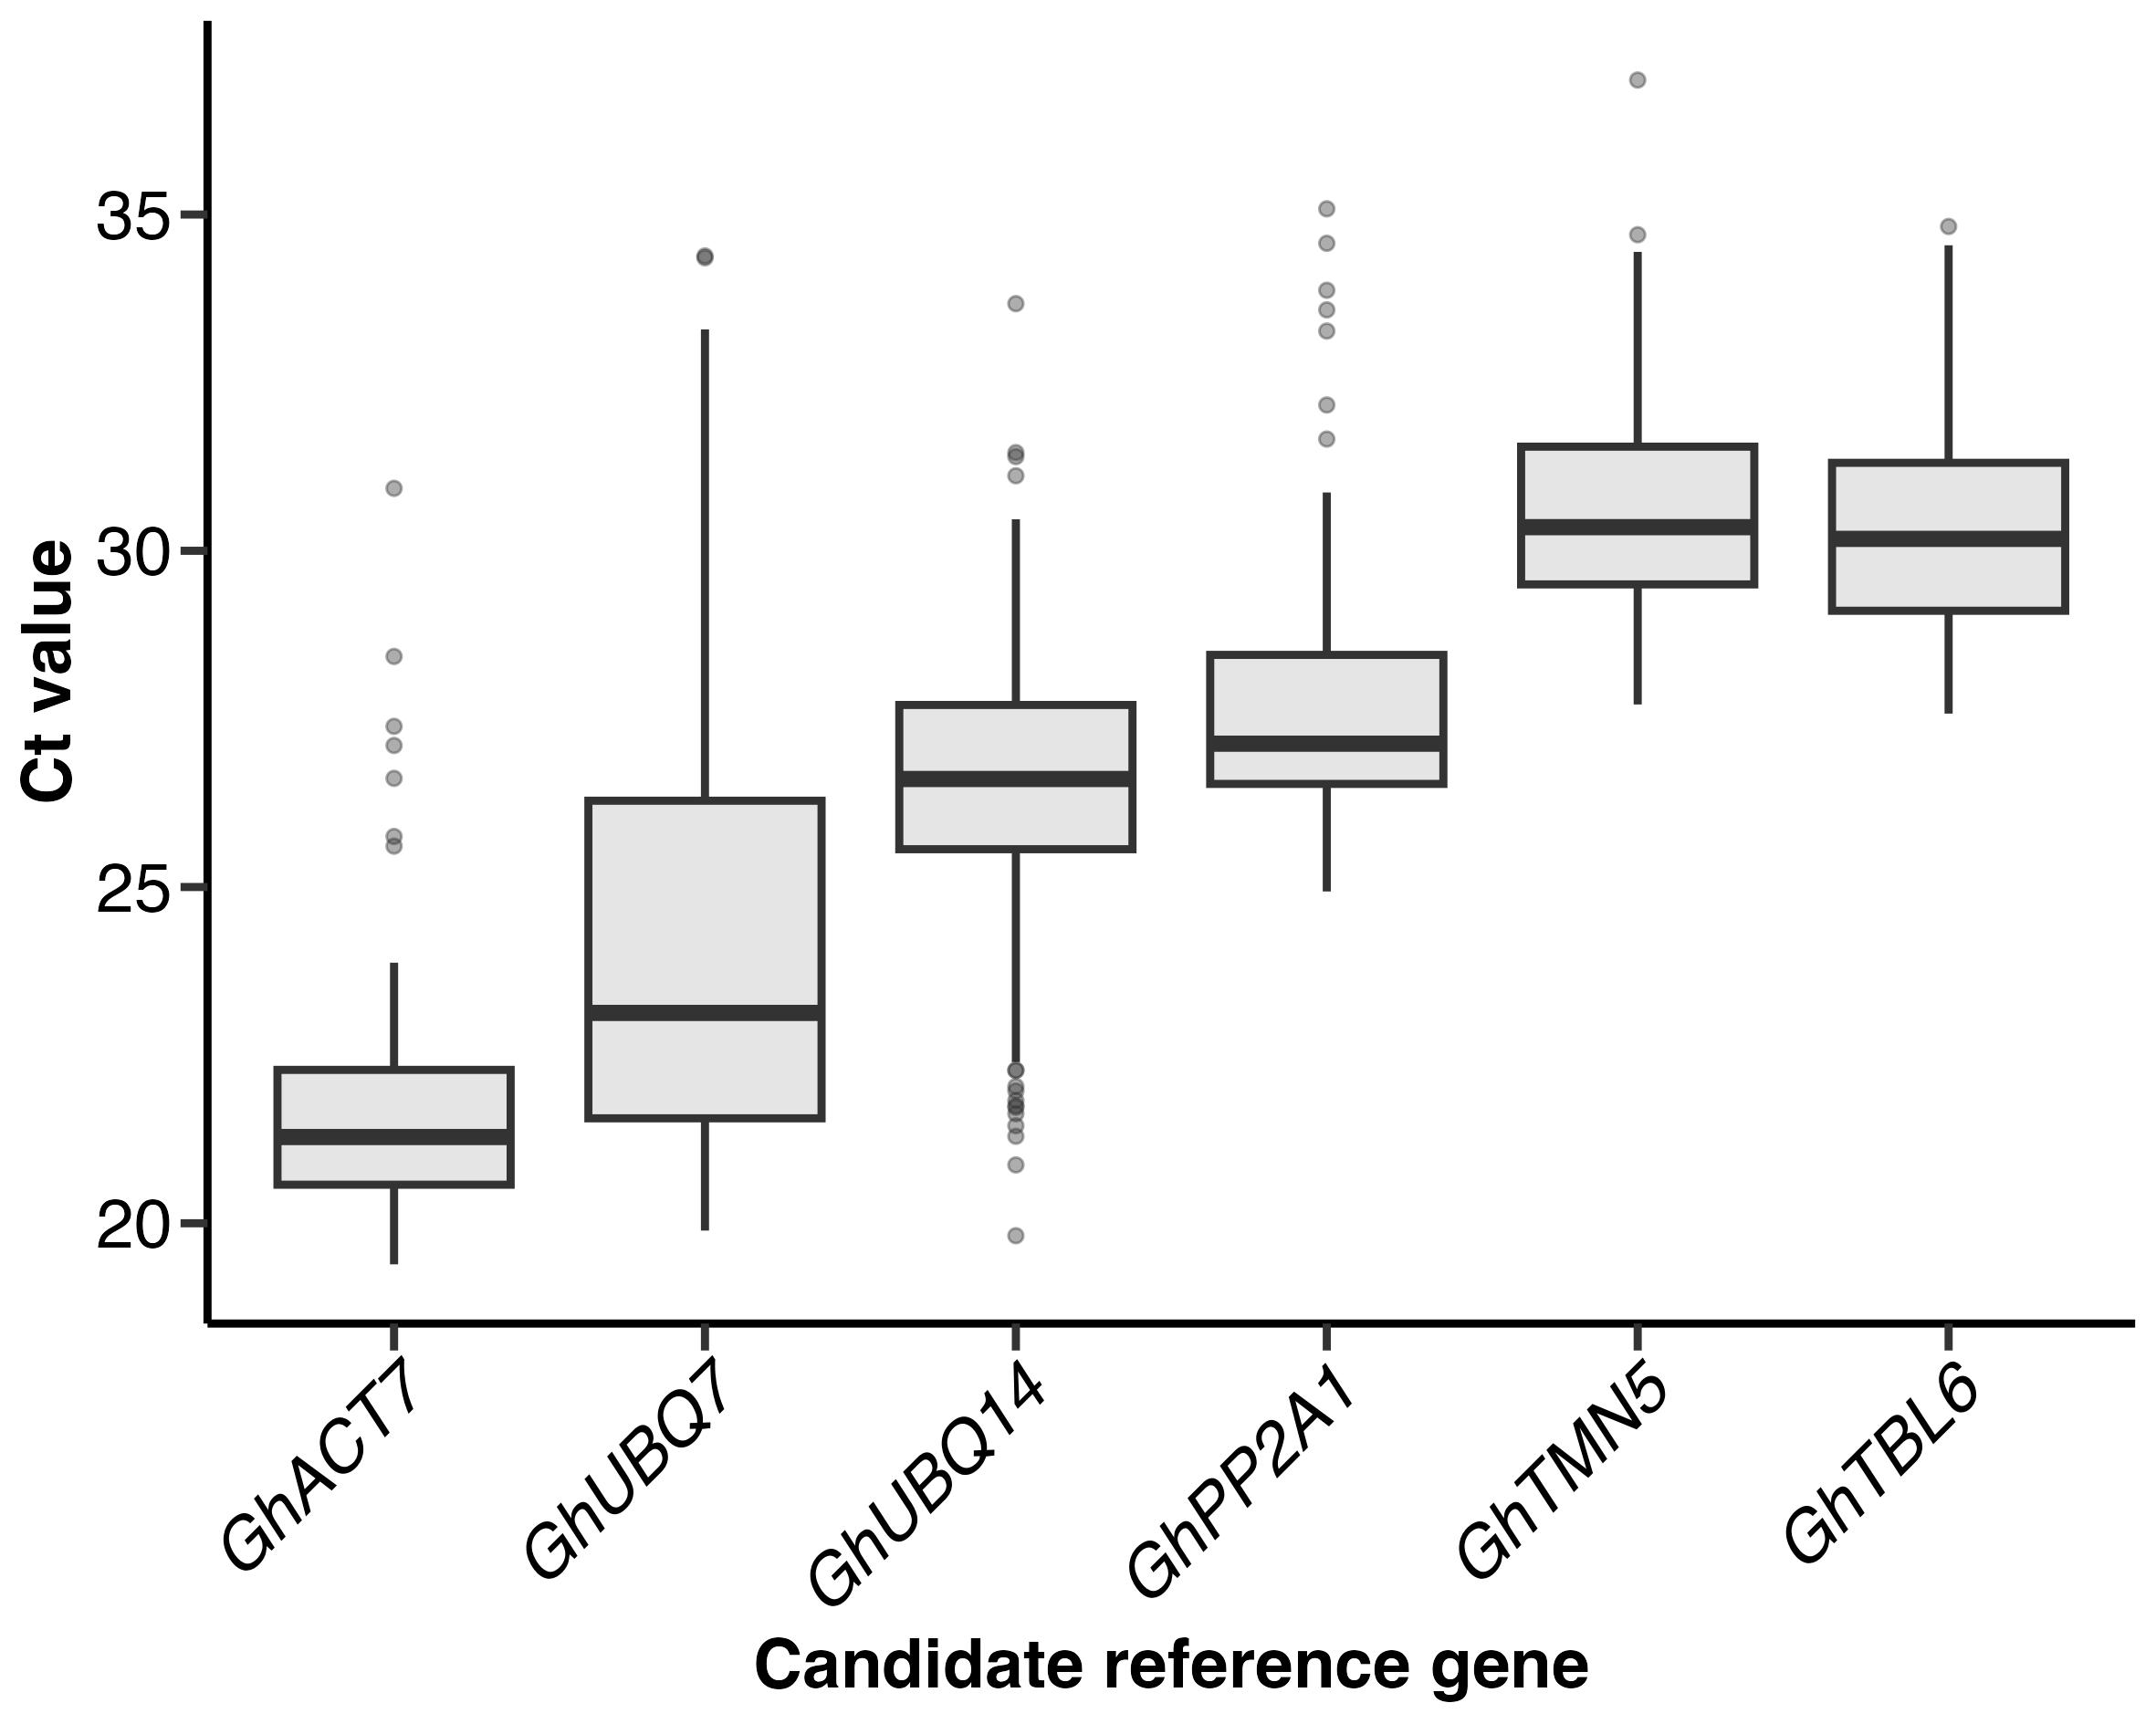 Ct value
35
30
25
20
GhACT7
GhUBQ7
GhUBQ14
GhPP2A1
GhTMN5
GhTBL6
Candidate reference gene